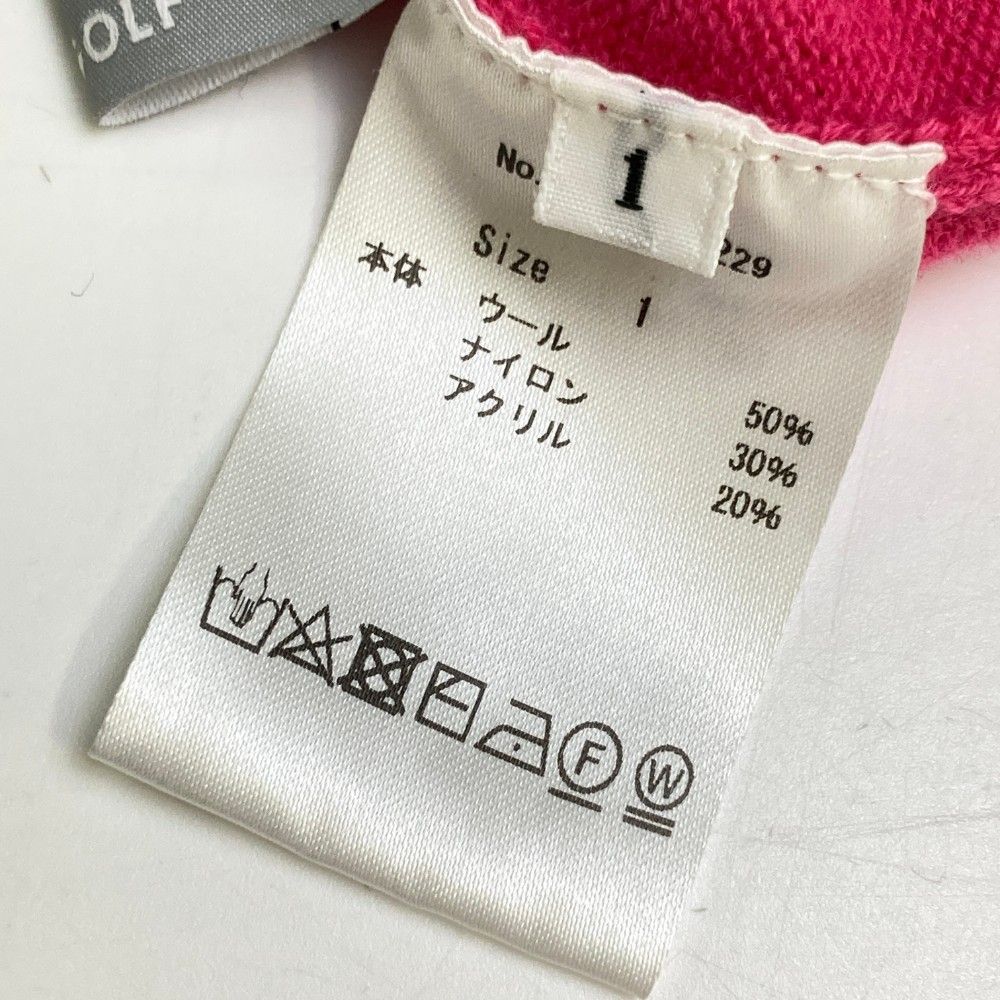 OLF
1
No. 229
Size 1
本体 ウール 50%
ナイロン 30%
アクリル 20%
F W